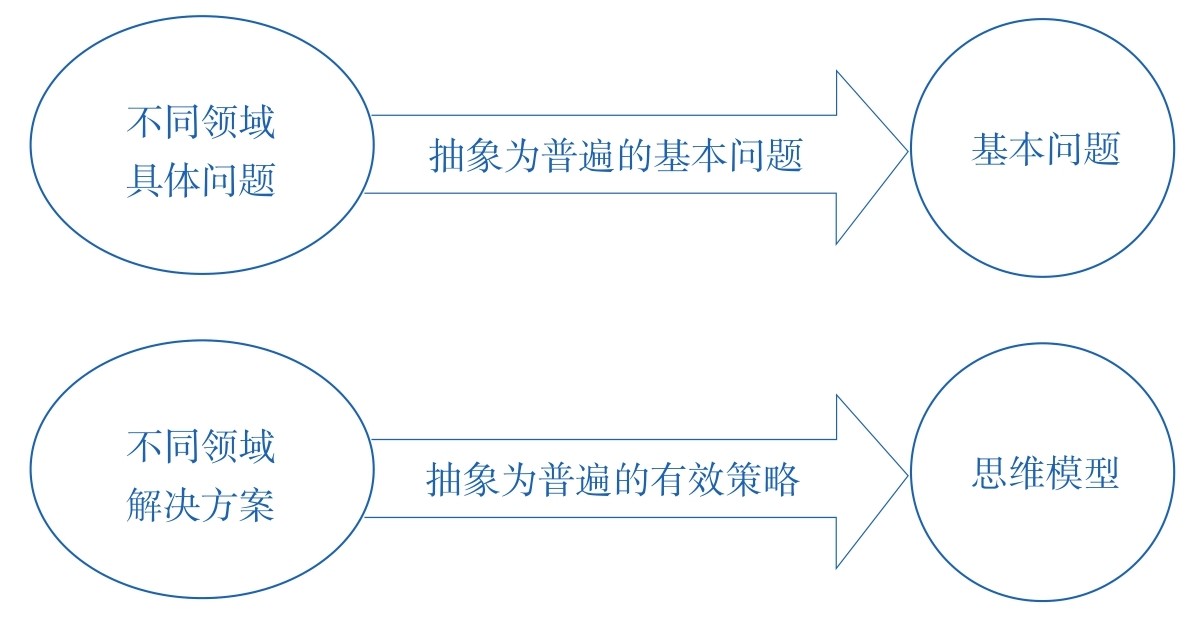 不同领域
具体问题
抽象为普遍的基本问题
基本问题
不同领域
解决方案
抽象为普遍的有效策略
思维模型